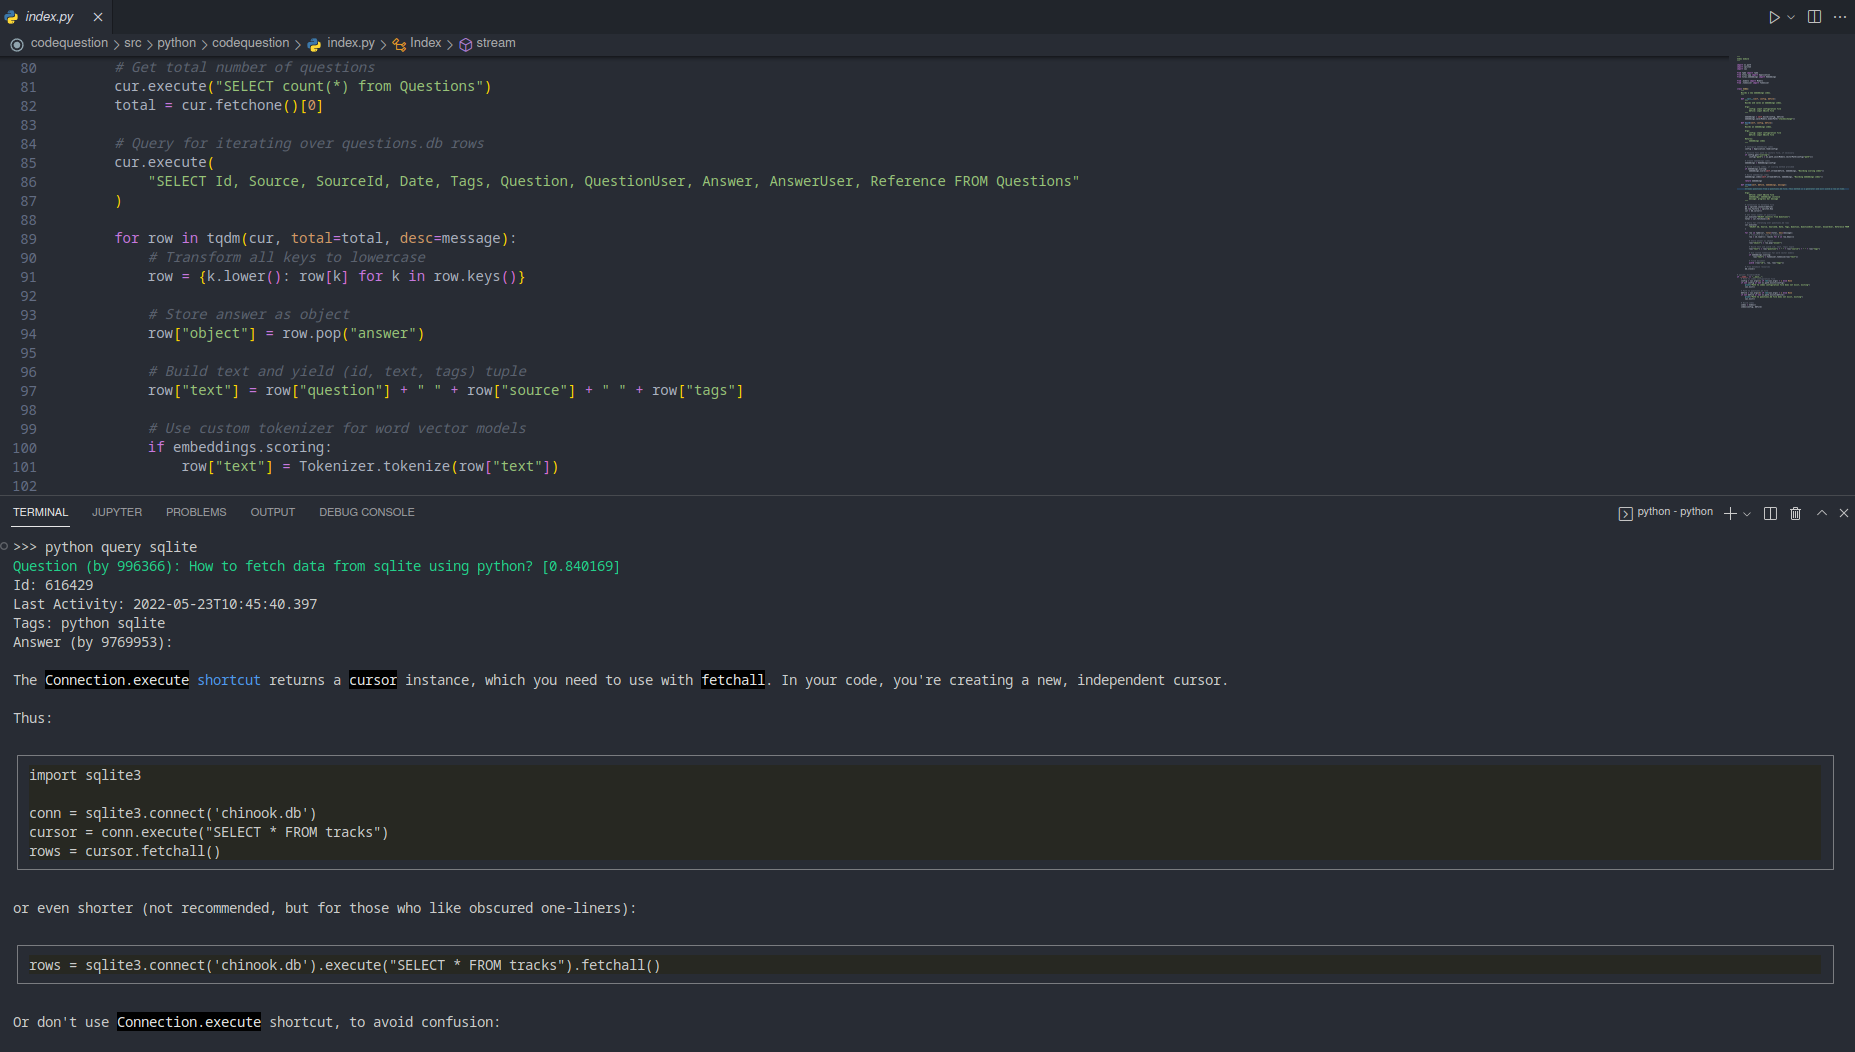 index.py
codequestion > src > python > codequestion > index.py > Index > stream
80 # Get total number of questions
81 cur.execute("SELECT count(*) from Questions")
82 total = cur.fetchone()[0]
83
84 # Query for iterating over questions.db rows
85 cur.execute(
86 "SELECT Id, Source, SourceId, Date, Tags, Question, QuestionUser, Answer, AnswerUser, Reference FROM Questions"
87 )
88
89 for row in tqdm(cur, total=total, desc=message):
90 # Transform all keys to lowercase
91 row = {k.lower(): row[k] for k in row.keys()}
92
93 # Store answer as object
94 row["object"] = row.pop("answer")
95
96 # Build text and yield (id, text, tags) tuple
97 row["text"] = row["question"] + " " + row["source"] + " " + row["tags"]
98
99 # Use custom tokenizer for word vector models
100 if embeddings.scoring:
101 row["text"] = Tokenizer.tokenize(row["text"])
102
TERMINAL JUPYTER PROBLEMS OUTPUT DEBUG CONSOLE python - python
>>> python query sqlite
Question (by 996366): How to fetch data from sqlite using python? [0.840169]
Id: 616429
Last Activity: 2022-05-23T10:45:40.397
Tags: python sqlite
Answer (by 9769953):
The Connection.execute shortcut returns a cursor instance, which you need to use with fetchall. In your code, you're creating a new, independent cursor.
Thus:
import sqlite3
conn = sqlite3.connect('chinook.db')
cursor = conn.execute("SELECT * FROM tracks")
rows = cursor.fetchall()
or even shorter (not recommended, but for those who like obscured one-liners):
rows = sqlite3.connect('chinook.db').execute("SELECT * FROM tracks").fetchall()
Or don't use Connection.execute shortcut, to avoid confusion: